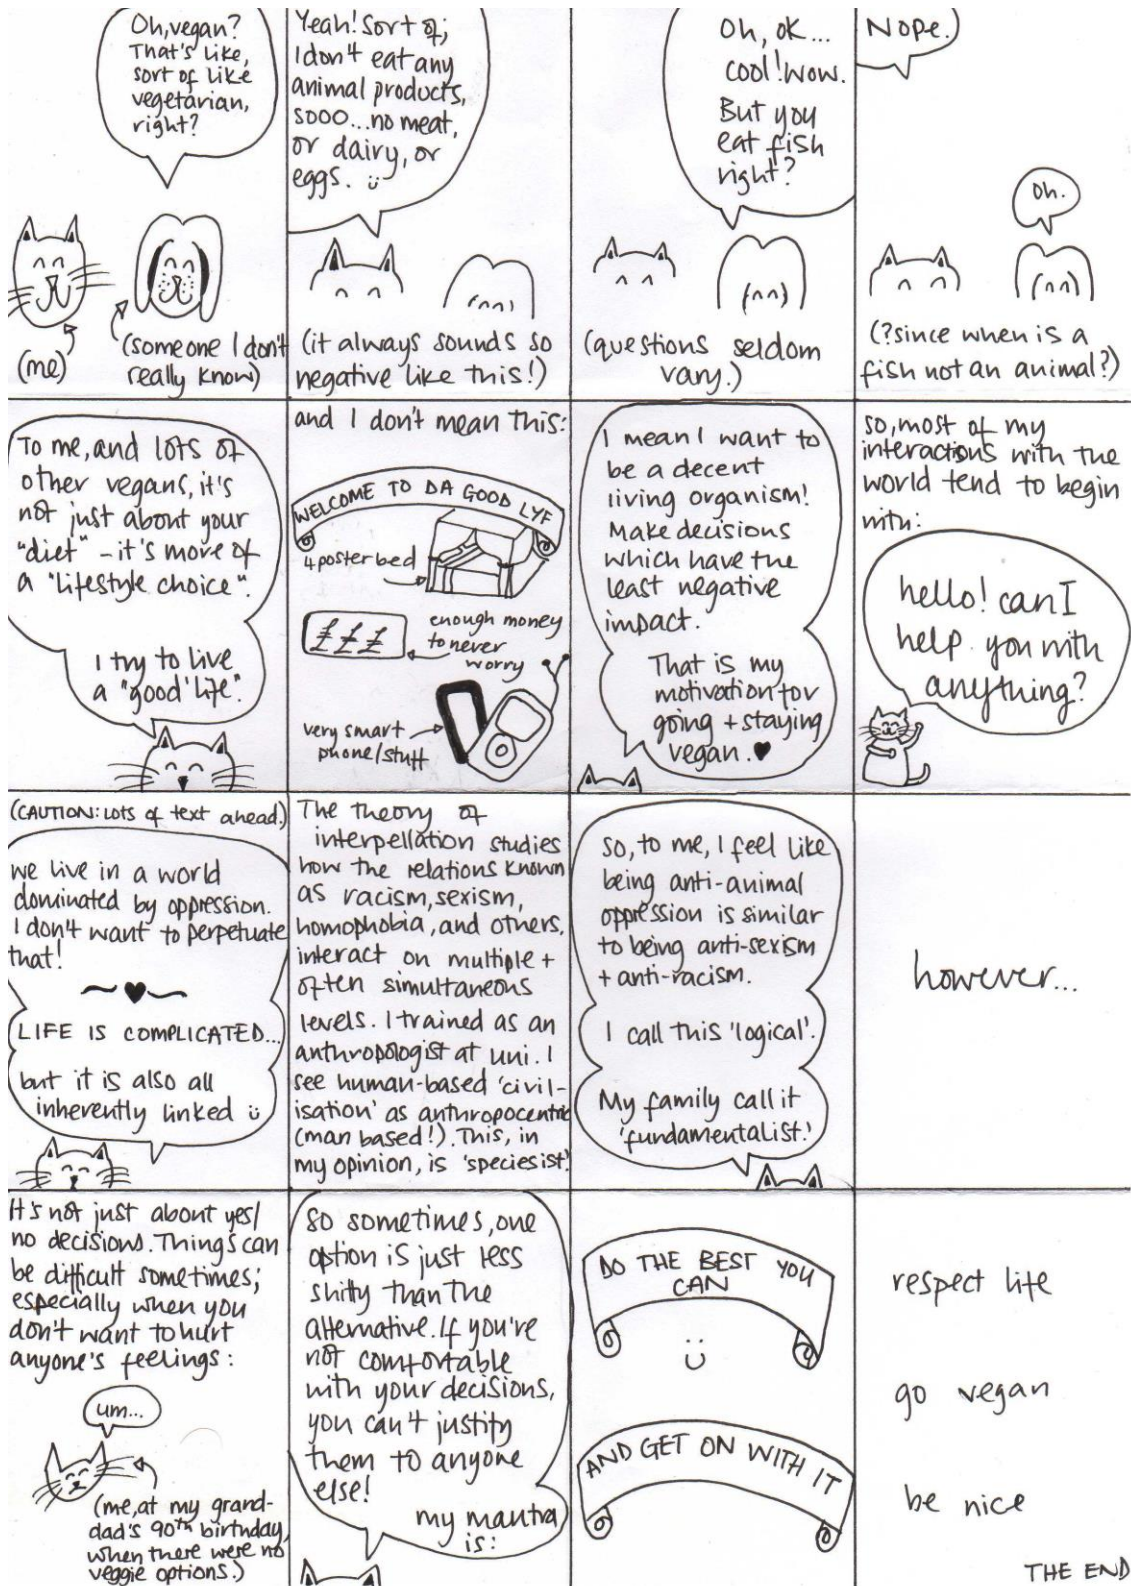 Oh, vegan?
That's like,
sort of like
vegetarian,
right?
(me)
(someone I don't
really know)
Yeah! Sort of;
I don't eat any
animal products,
sooo... no meat,
or dairy, or
eggs. ü
(it always sounds so
negative like this!)
Oh, ok...
cool! wow.
But you
eat fish
right?
(questions seldom
vary.)
Nope.
Oh.
(?since when is a
fish not an animal?)
To me, and lots of
other vegans, it's
not just about your
"diet" – it's more of
a "lifestyle choice".
I try to live
a "good' life".
and I don't mean this:
WELCOME TO DA GOOD LYF
4 poster bed
£££
enough money
to never
worry
very smart
phone/stuff
I mean I want to
be a decent
living organism!
Make decisions
which have the
least negative
impact.
That is my
motivation for
going + staying
vegan. ♥
so, most of my
interactions with the
world tend to begin
with:
hello! can I
help you with
anything?
(CAUTION: Lots of text ahead.)
we live in a world
dominated by oppression.
I don't want to perpetuate
that!
~♥~
LIFE IS COMPLICATED...
but it is also all
inherently linked ü
The theory of
interpellation studies
how the relations known
as racism, sexism,
homophobia, and others,
interact on multiple +
often simultaneous
levels. I trained as an
anthropologist at uni. I
see human-based 'civil-
isation' as anthropocentric
(man based!). This, in
my opinion, is 'speciesist'.
so, to me, I feel like
being anti-animal
oppression is similar
to being anti-sexism
+ anti-racism.
I call this 'logical'.
My family call it
'fundamentalist.'
however...
It's not just about yes/
no decisions. Things can
be difficult sometimes;
especially when you
don't want to hurt
anyone's feelings:
um...
(me, at my grand-
dad's 90th birthday,
when there were no
veggie options.)
so sometimes, one
option is just less
shitty than the
alternative. If you're
not comfortable
with your decisions,
you can't justify
them to anyone
else!
my mantra
is:
DO THE BEST YOU
CAN
ü
AND GET ON WITH IT
respect life
go vegan
be nice
THE END